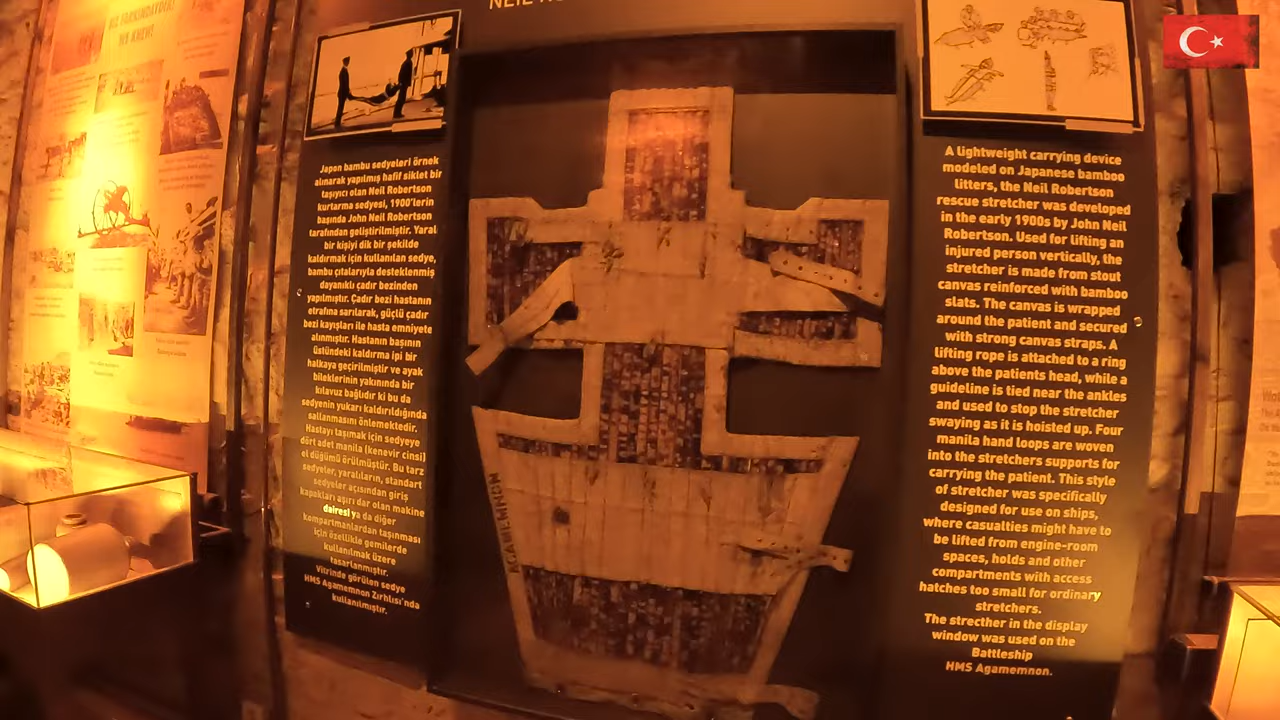 BİZ FARKINDAYDIK!
WE KNEW!
NEIL
Japon bambu sedyeleri örnek
alınarak yapılmış hafif siklet bir
taşıyıcı olan Neil Robertson
kurtarma sedyesi, 1900'lerin
başında John Neil Robertson
tarafından geliştirilmiştir. Yaralı
bir kişiyi dik bir şekilde
kaldırmak için kullanılan sedye,
bambu çıtalarıyla desteklenmiş
dayanıklı çadır bezinden
yapılmıştır. Çadır bezi hastanın
etrafına sarılarak, güçlü çadır
bezi kayışları ile hasta emniyete
alınmıştır. Hastanın başının
üstündeki kaldırma ipi bir
halkaya geçirilmiştir ve ayak
bileklerinin yakınında bir
kılavuz bağlıdır ki bu da
sedyenin yukarı kaldırıldığında
sallanmasını önlemektedir.
Hastayı taşımak için sedyeye
dört adet manila (kenevir cinsi)
el düğümü örülmüştür. Bu tarz
sedyeler, yaralıların, standart
sedyeler açısından giriş
kapakları aşırı dar olan makine
dairesi ya da diğer
kompartmanlardan taşınması
için özellikle gemilerde
kullanılmak üzere
tasarlanmıştır.
Vitrinde görülen sedye
HMS Agamemnon Zırhlısı'nda
kullanılmıştır.
AGAMEMNON
A lightweight carrying device
modeled on Japanese bamboo
litters, the Neil Robertson
rescue stretcher was developed
in the early 1900s by John Neil
Robertson. Used for lifting an
injured person vertically, the
stretcher is made from stout
canvas reinforced with bamboo
slats. The canvas is wrapped
around the patient and secured
with strong canvas straps. A
lifting rope is attached to a ring
above the patients head, while a
guideline is tied near the ankles
and used to stop the stretcher
swaying as it is hoisted up. Four
manila hand loops are woven
into the stretchers supports for
carrying the patient. This style
of stretcher was specifically
designed for use on ships,
where casualties might have to
be lifted from engine-room
spaces, holds and other
compartments with access
hatches too small for ordinary
stretchers.
The strecther in the display
window was used on the
Battleship
HMS Agamemnon.